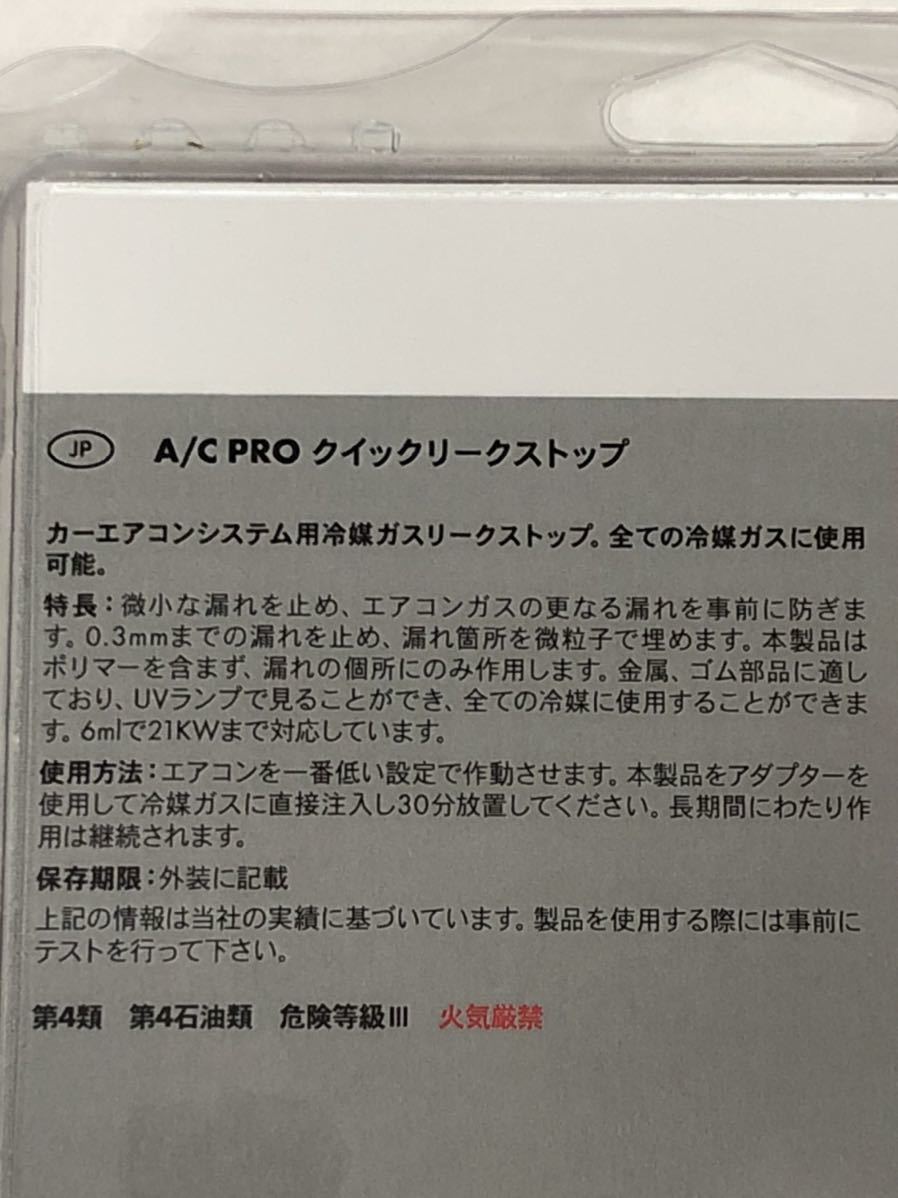 JP A/C PRO クイックリークストップ
カーエアコンシステム用冷媒ガスリークストップ。全ての冷媒ガスに使用
可能。
特長：微小な漏れを止め、エアコンガスの更なる漏れを事前に防ぎま
す。0.3mmまでの漏れを止め、漏れ箇所を微粒子で埋めます。本製品は
ポリマーを含まず、漏れの個所にのみ作用します。金属、ゴム部品に適し
ており、UVランプで見ることができ、全ての冷媒に使用することができま
す。6mlで21KWまで対応しています。
使用方法：エアコンを一番低い設定で作動させます。本製品をアダプターを
使用して冷媒ガスに直接注入し30分放置してください。長期間にわたり作
用は継続されます。
保存期限：外装に記載
上記の情報は当社の実績に基づいています。製品を使用する際には事前に
テストを行って下さい。
第4類 第4石油類 危険等級III 火気厳禁